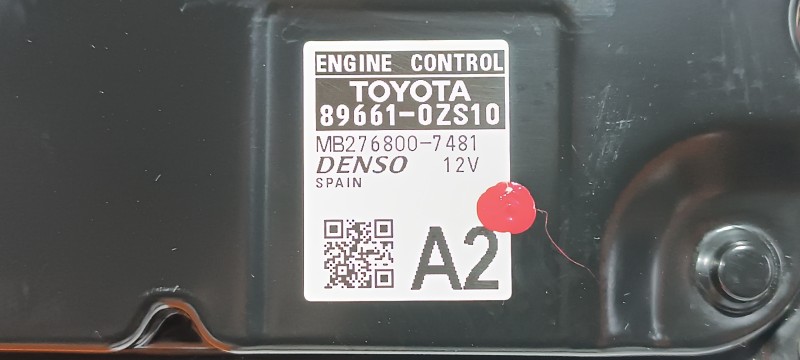 ENGINE CONTROL
TOYOTA
89661-0ZS10
MB276800-7481
DENSO 12V
SPAIN
A2